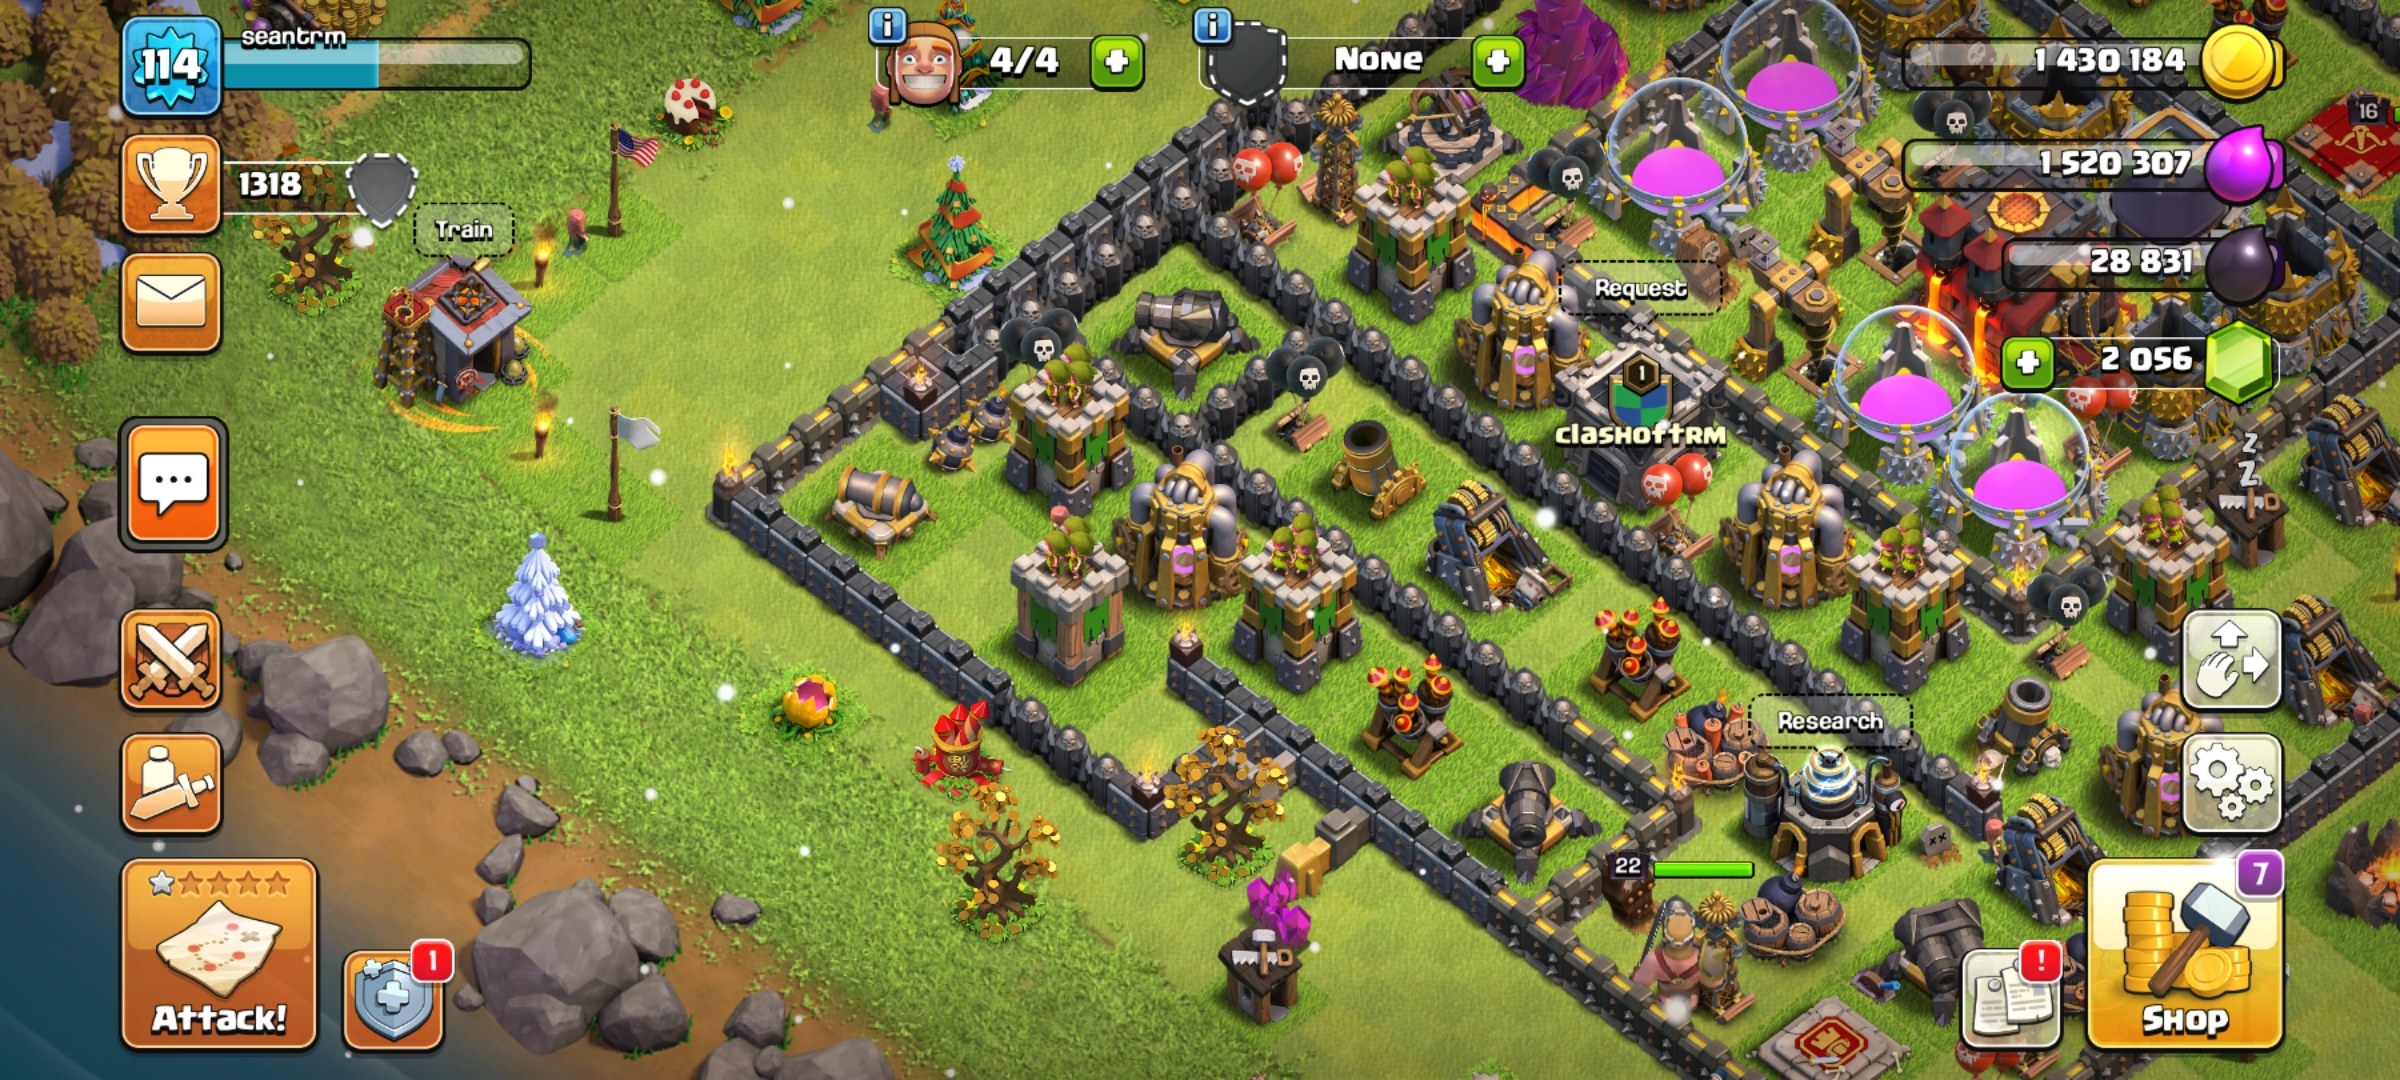 114
seantrm
4/4
None
1 430 184
16
1 520 307
1318
Train
28 831
Request
2 056
1
clashoftRM
Z
Z
Research
22
7
1
!
Attack!
Shop